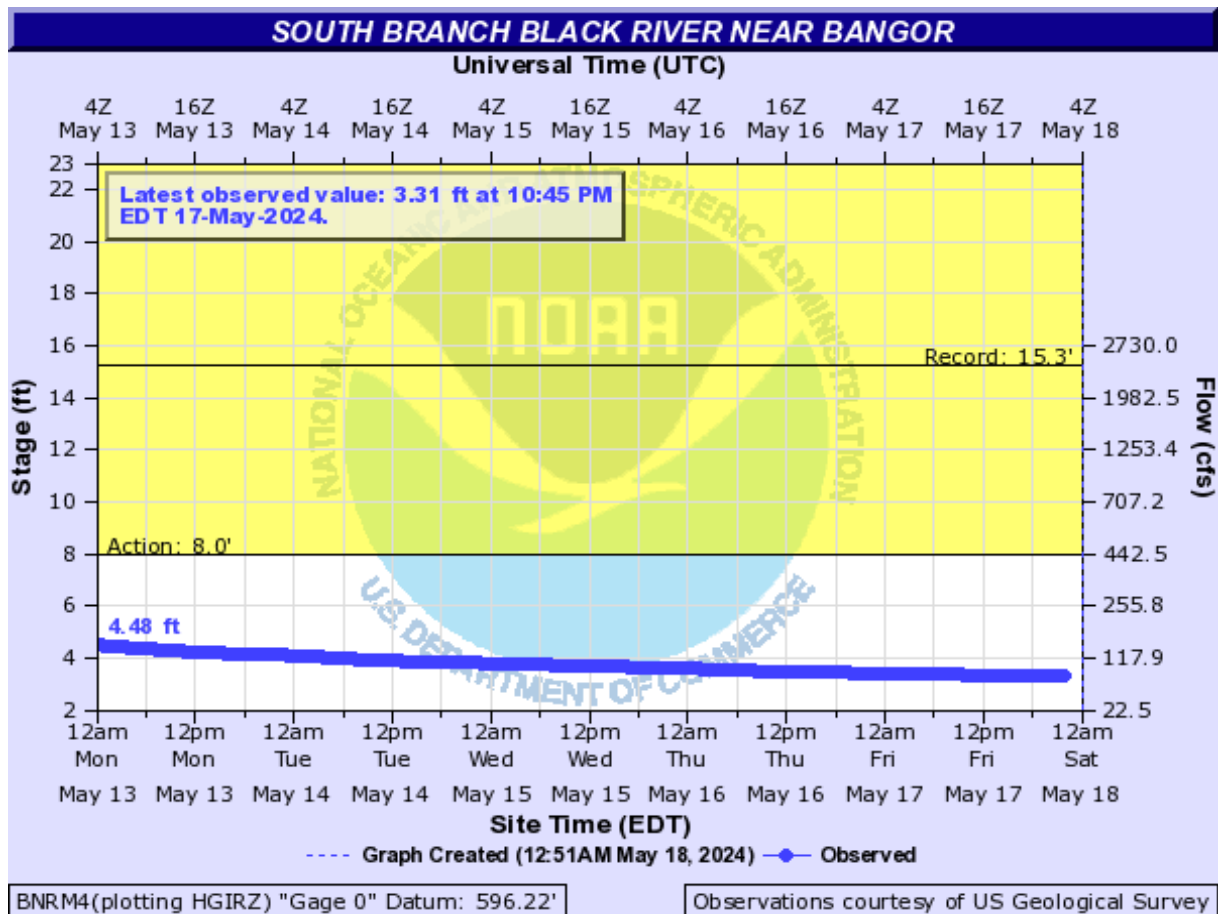 SOUTH BRANCH BLACK RIVER NEAR BANGOR
Universal Time (UTC)
4Z 16Z 4Z 16Z 4Z 16Z 4Z 16Z 4Z 16Z 4Z
May 13 May 13 May 14 May 14 May 15 May 15 May 16 May 16 May 17 May 17 May 18
Latest observed value: 3.31 ft at 10:45 PM
EDT 17-May-2024.
NATIONAL OCEANIC AND ATMOSPHERIC ADMINISTRATION
NOAA
U.S. DEPARTMENT OF COMMERCE
Stage (ft)
23
22
20
18
16
14
12
10
8
6
4
2
Record: 15.3'
Action: 8.0'
4.48 ft
2730.0
1982.5
1253.4
707.2
442.5
255.8
117.9
22.5
Flow (cfs)
12am 12pm 12am 12pm 12am 12pm 12am 12pm 12am 12pm 12am
Mon Mon Tue Tue Wed Wed Thu Thu Fri Fri Sat
May 13 May 13 May 14 May 14 May 15 May 15 May 16 May 16 May 17 May 17 May 18
Site Time (EDT)
Graph Created (12:51AM May 18, 2024) Observed
BNRM4(plotting HGIRZ) "Gage 0" Datum: 596.22'
Observations courtesy of US Geological Survey